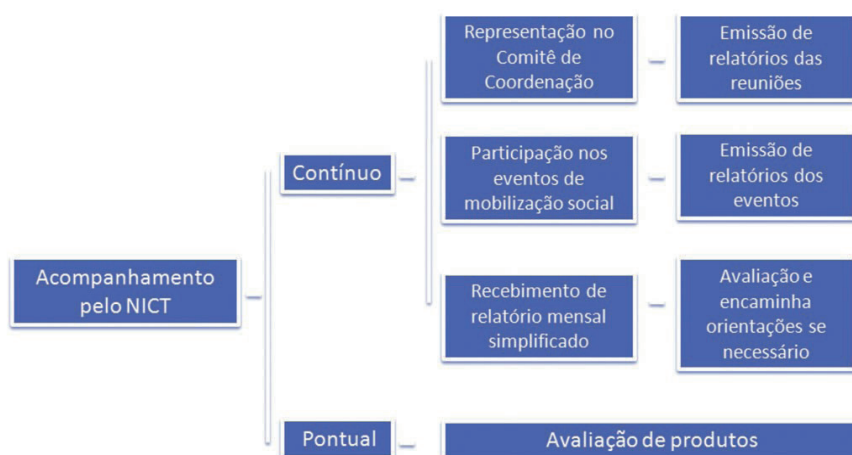 Acompanhamento
pelo NICT
Contínuo
Representação no
Comitê de
Coordenação
Emissão de
relatórios das
reuniões
Participação nos
eventos de
mobilização social
Emissão de
relatórios dos
eventos
Recebimento de
relatório mensal
simplificado
Avaliação e
encaminha
orientações se
necessário
Pontual
Avaliação de produtos